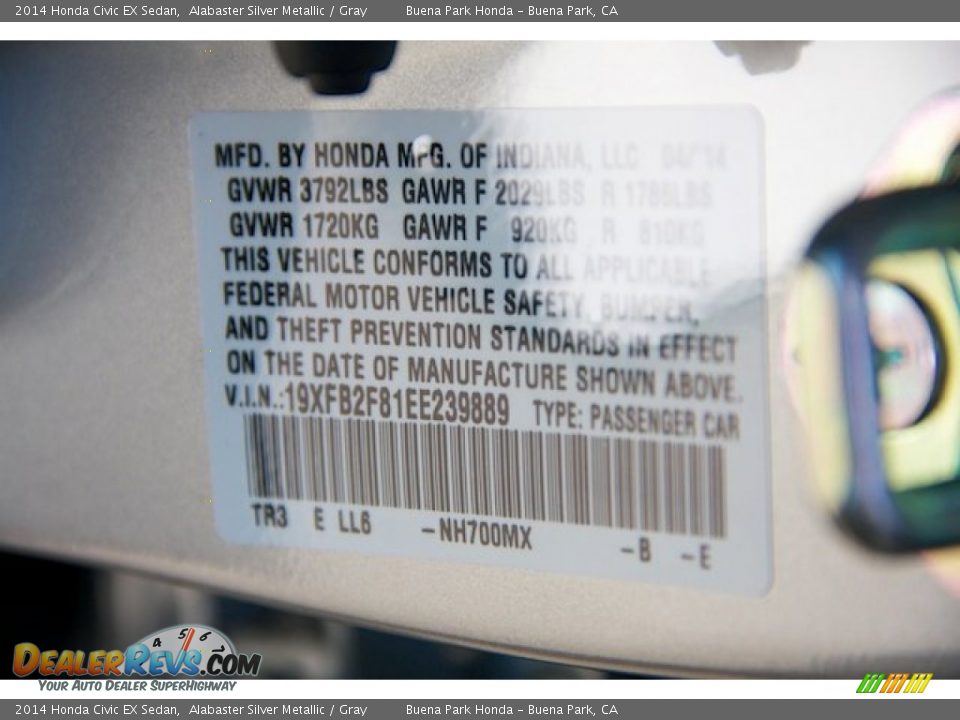 2014 Honda Civic EX Sedan, Alabaster Silver Metallic / Gray Buena Park Honda - Buena Park, CA
MFD. BY HONDA MFG. OF INDIANA, LLC 04/14
GVWR 3792LBS GAWR F 2029LBS R 1786LBS
GVWR 1720KG GAWR F 920KG R 810KG
THIS VEHICLE CONFORMS TO ALL APPLICABLE
FEDERAL MOTOR VEHICLE SAFETY, BUMPER,
AND THEFT PREVENTION STANDARDS IN EFFECT
ON THE DATE OF MANUFACTURE SHOWN ABOVE.
V.I.N.:19XFB2F81EE239889 TYPE: PASSENGER CAR
TR3 E LL6 -NH700MX -B -E
4 5 6
DEALERREVS.COM
YOUR AUTO DEALER SUPERHIGHWAY
2014 Honda Civic EX Sedan, Alabaster Silver Metallic / Gray Buena Park Honda - Buena Park, CA